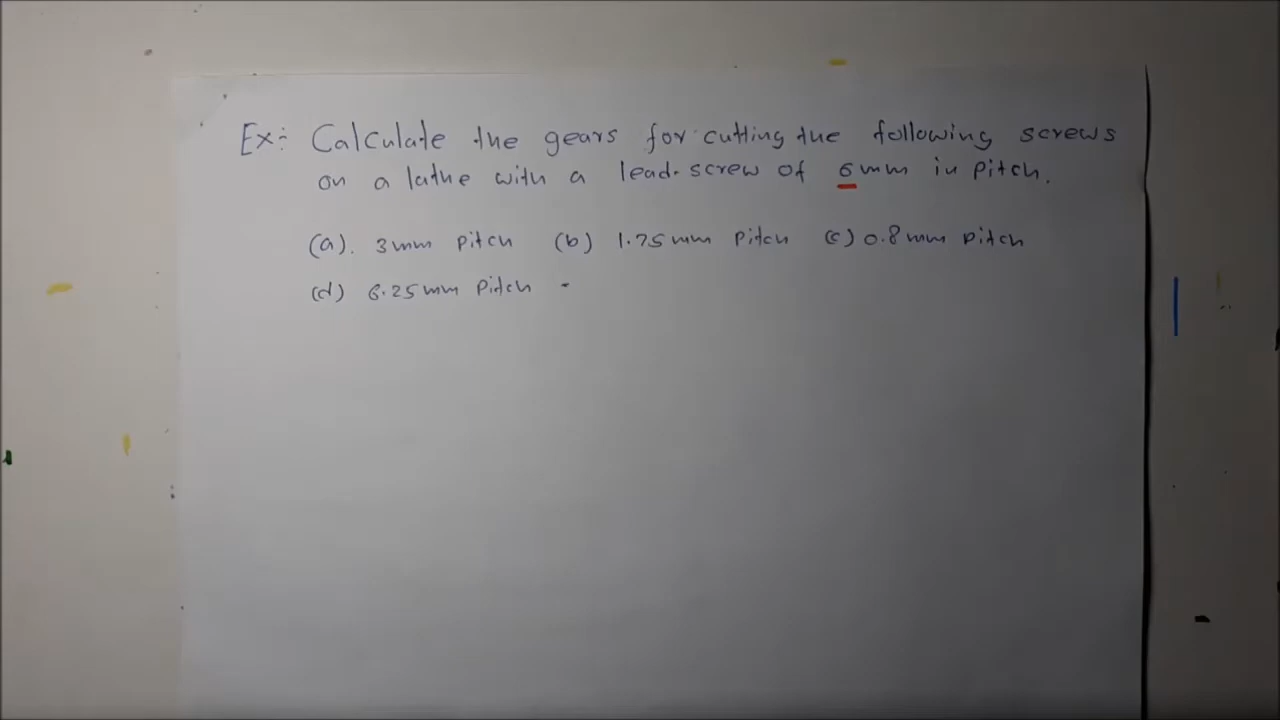 Ex:- Calculate the gears for cutting the following screws
on a lathe with a lead-screw of 6mm in pitch.
(a). 3mm pitch (b) 1.75mm pitch (c) 0.8mm pitch
(d) 6.25mm pitch